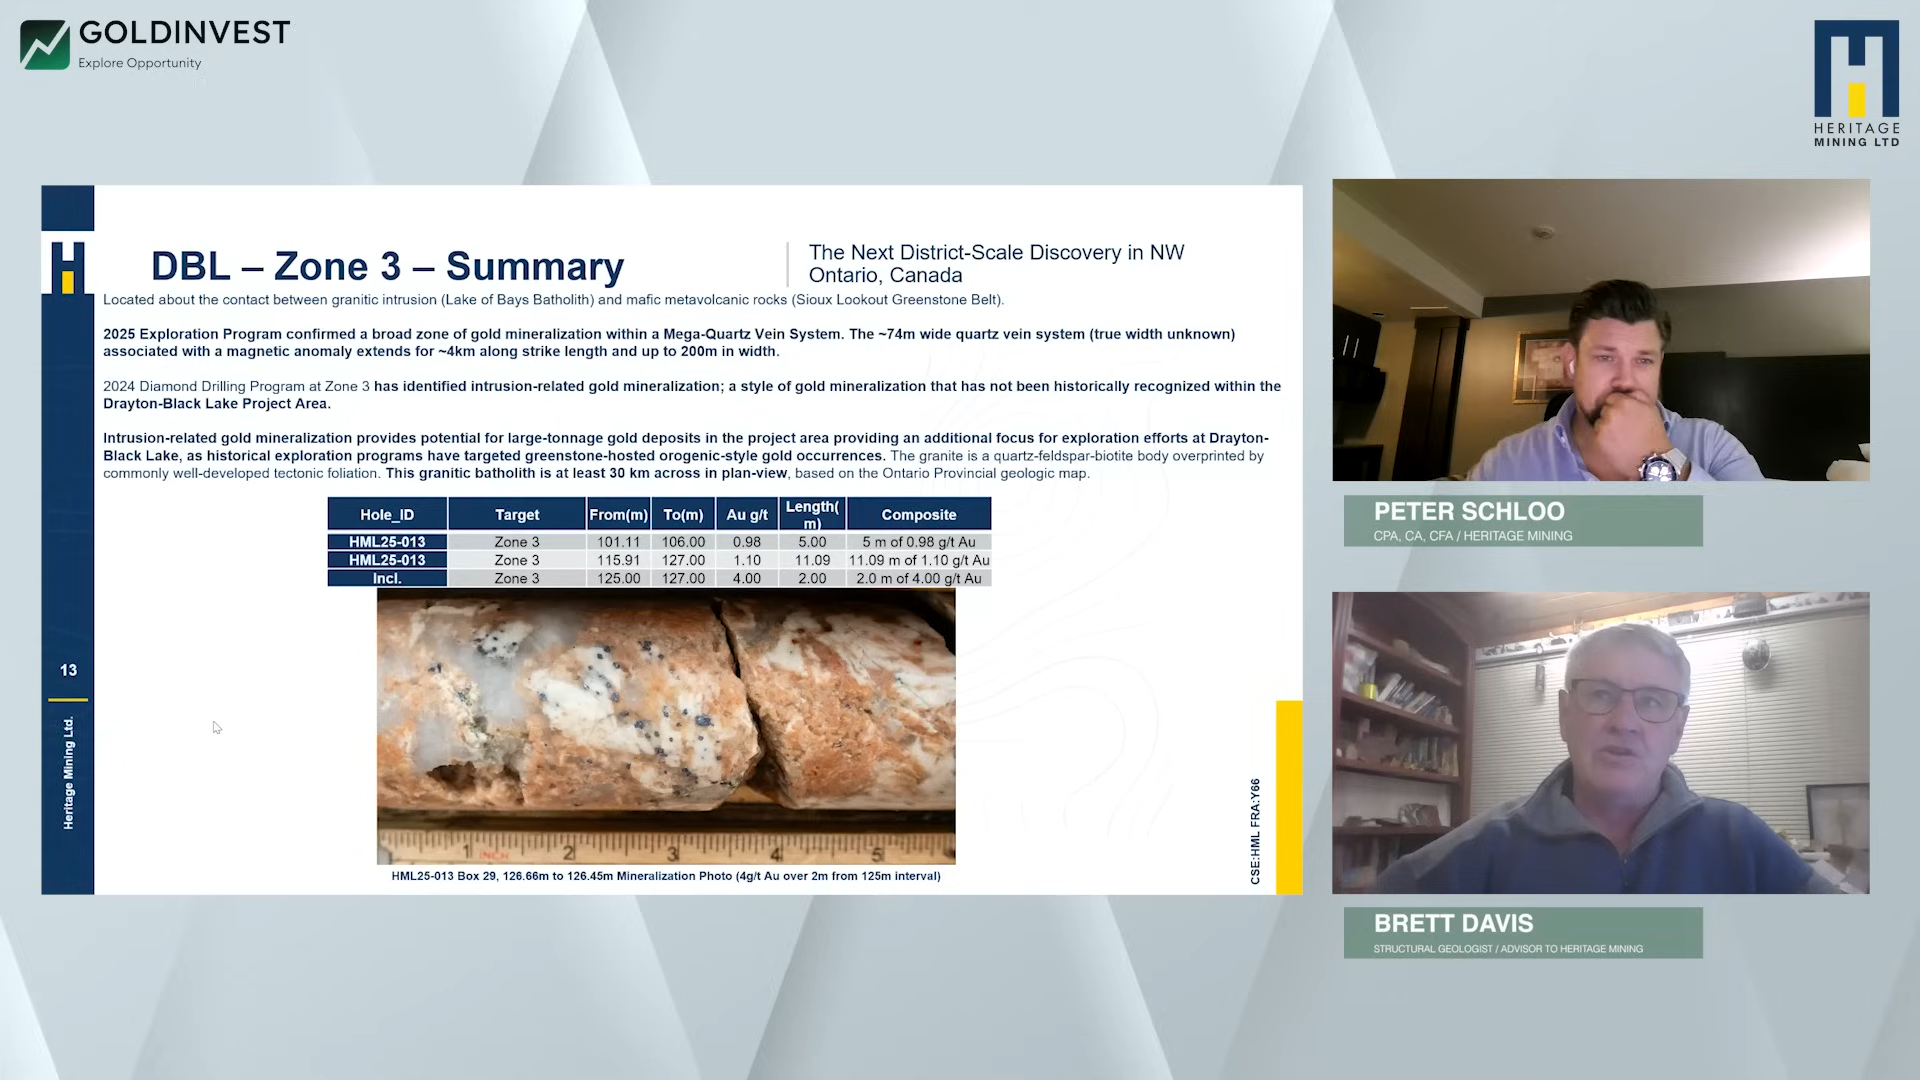 GOLDINVEST
Explore Opportunity
HERITAGE
MINING LTD
DBL – Zone 3 – Summary
The Next District-Scale Discovery in NW
Ontario, Canada
Located about the contact between granitic intrusion (Lake of Bays Batholith) and mafic metavolcanic rocks (Sioux Lookout Greenstone Belt).
2025 Exploration Program confirmed a broad zone of gold mineralization within a Mega-Quartz Vein System. The ~74m wide quartz vein system (true width unknown)
associated with a magnetic anomaly extends for ~4km along strike length and up to 200m in width.
2024 Diamond Drilling Program at Zone 3 has identified intrusion-related gold mineralization; a style of gold mineralization that has not been historically recognized within the
Drayton-Black Lake Project Area.
Intrusion-related gold mineralization provides potential for large-tonnage gold deposits in the project area providing an additional focus for exploration efforts at Drayton-
Black Lake, as historical exploration programs have targeted greenstone-hosted orogenic-style gold occurrences. The granite is a quartz-feldspar-biotite body overprinted by
commonly well-developed tectonic foliation. This granitic batholith is at least 30 km across in plan-view, based on the Ontario Provincial geologic map.
Hole_ID Target From(m) To(m) Au g/t Length(m) Composite
HML25-013 Zone 3 101.11 106.00 0.98 5.00 5 m of 0.98 g/t Au
HML25-013 Zone 3 115.91 127.00 1.10 11.09 11.09 m of 1.10 g/t Au
Incl. Zone 3 125.00 127.00 4.00 2.00 2.0 m of 4.00 g/t Au
1 INCH 2 3 4 5
HML25-013 Box 29, 126.66m to 126.45m Mineralization Photo (4g/t Au over 2m from 125m interval)
13
Heritage Mining Ltd.
CSE:HML FRA:Y66
PETER SCHLOO
CPA, CA, CFA / HERITAGE MINING
BRETT DAVIS
STRUCTURAL GEOLOGIST / ADVISOR TO HERITAGE MINING